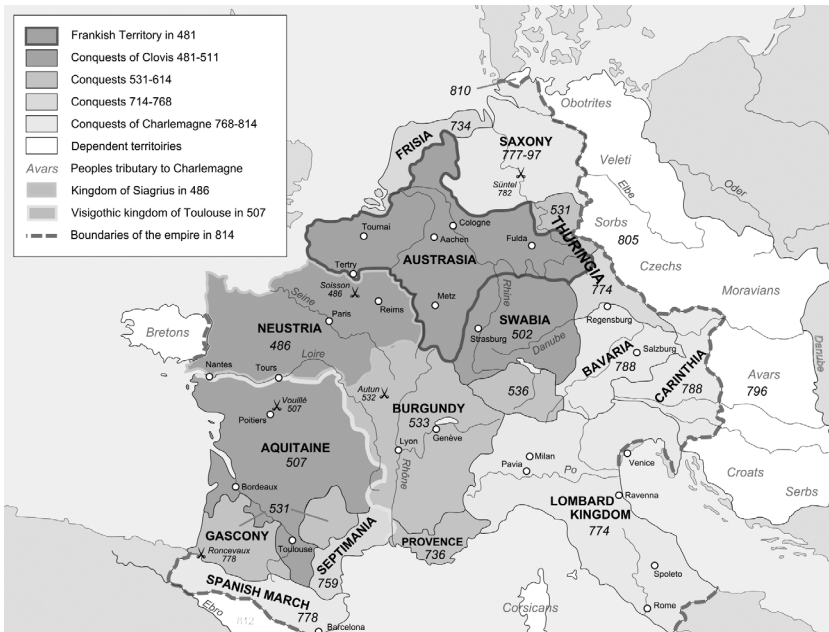 Frankish Territory in 481
Conquests of Clovis 481-511
Conquests 531-614
Conquests 714-768
Conquests of Charlemagne 768-814
Dependent territoiries
Avars Peoples tributary to Charlemagne
Kingdom of Siagrius in 486
Visigothic kingdom of Toulouse in 507
Boundaries of the empire in 814
810
Obotrites
734
FRISIA
SAXONY
777-97
Veleti
Süntel
782
Elbe
Oder
531
Sorbs
805
Tournai
Cologne
Aachen
Fulda
THURINGIA
AUSTRASIA
Czechs
Tertry
774
Soisson
486
Moravians
Seine
Reims
Metz
Rhine
Paris
Regensburg
SWABIA
502
Bretons
NEUSTRIA
486
Strasburg
Danube
Danube
Loire
BAVARIA
788
Salzburg
CARINTHIA
788
Nantes
Tours
Avars
796
Autun
532
536
Vouillé
507
Poitiers
BURGUNDY
533
Genève
AQUITAINE
507
Lyon
Rhône
Milan
Pavia
Po
Venice
Croats
Serbs
Bordeaux
LOMBARD
KINGDOM
774
Ravenna
531
GASCONY
Toulouse
SEPTIMANIA
759
PROVENCE
736
Roncevaux
778
Spoleto
SPANISH MARCH
778
Ebro
812
Barcelona
Corsicans
Rome